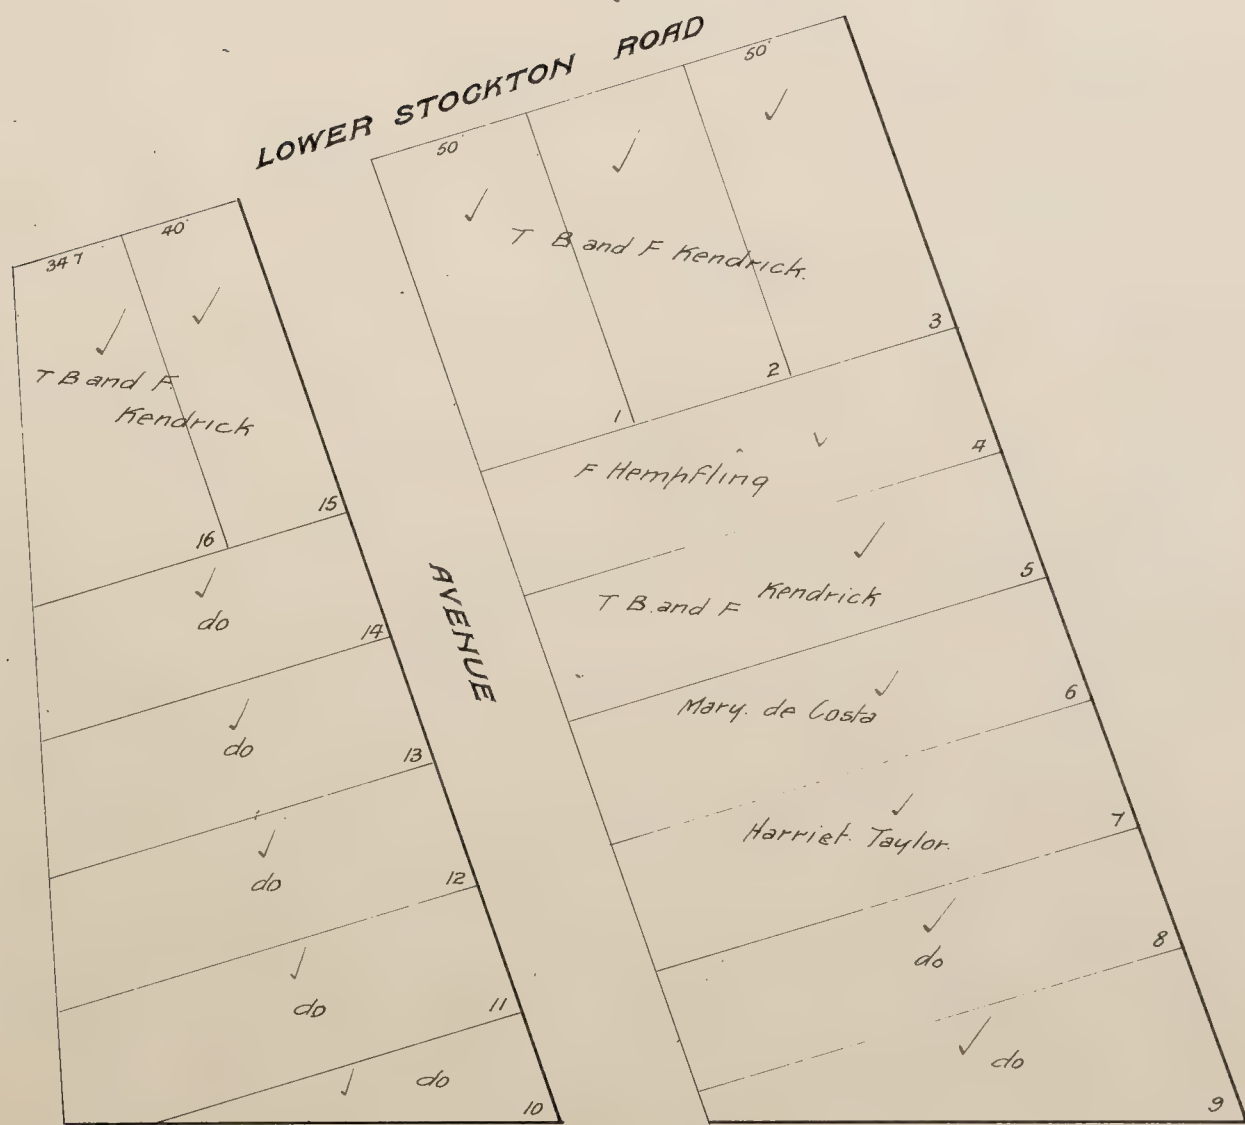 LOWER STOCKTON ROAD
50'
50'
40'
34 7
T B and F Kendrick.
T B and F.
Kendrick
3
2
1
4
F Hempfling
15
16
do
AVENUE
5
T B. and F Kendrick
14
do
6
Mary. de Costa
13
do
7
Harriet. Taylor.
12
do
8
do
11
do
do
10
do
9